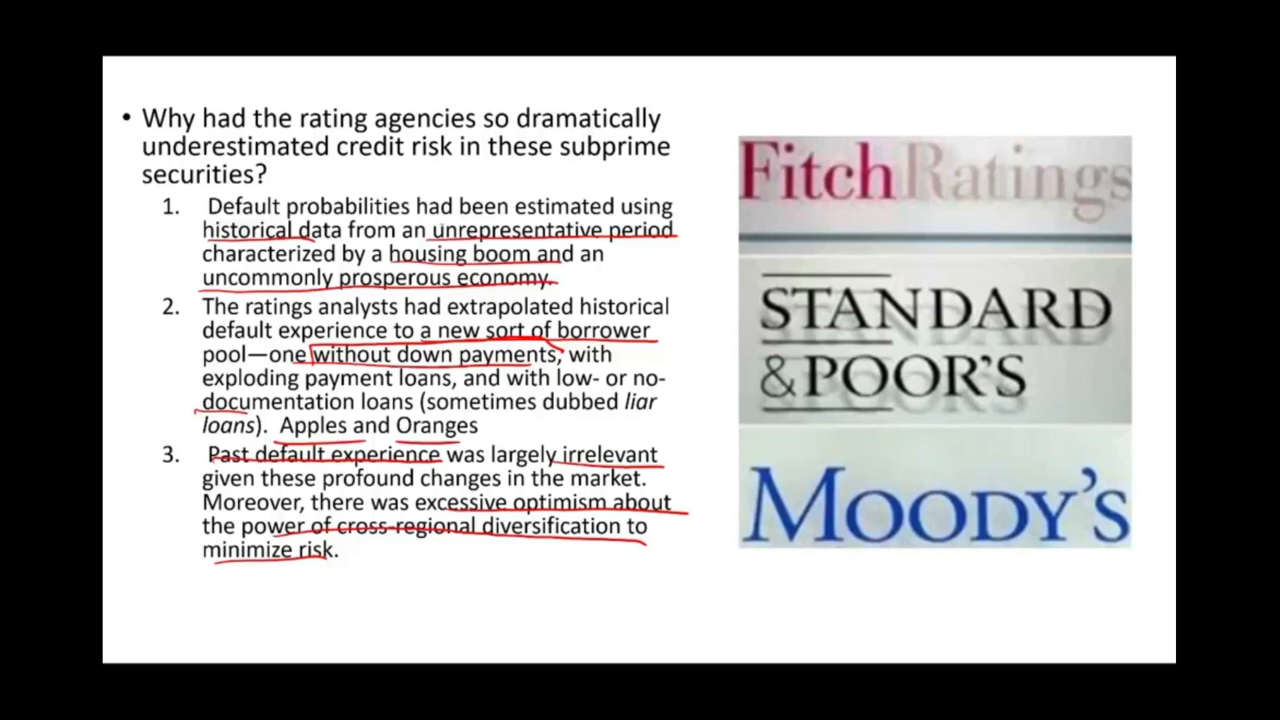 • Why had the rating agencies so dramatically
underestimated credit risk in these subprime
securities?
1. Default probabilities had been estimated using
historical data from an unrepresentative period
characterized by a housing boom and an
uncommonly prosperous economy.
2. The ratings analysts had extrapolated historical
default experience to a new sort of borrower
pool—one without down payments, with
exploding payment loans, and with low- or no-
documentation loans (sometimes dubbed liar
loans). Apples and Oranges
3. Past default experience was largely irrelevant
given these profound changes in the market.
Moreover, there was excessive optimism about
the power of cross-regional diversification to
minimize risk.
FitchRatings
STANDARD
&POOR'S
MOODY'S